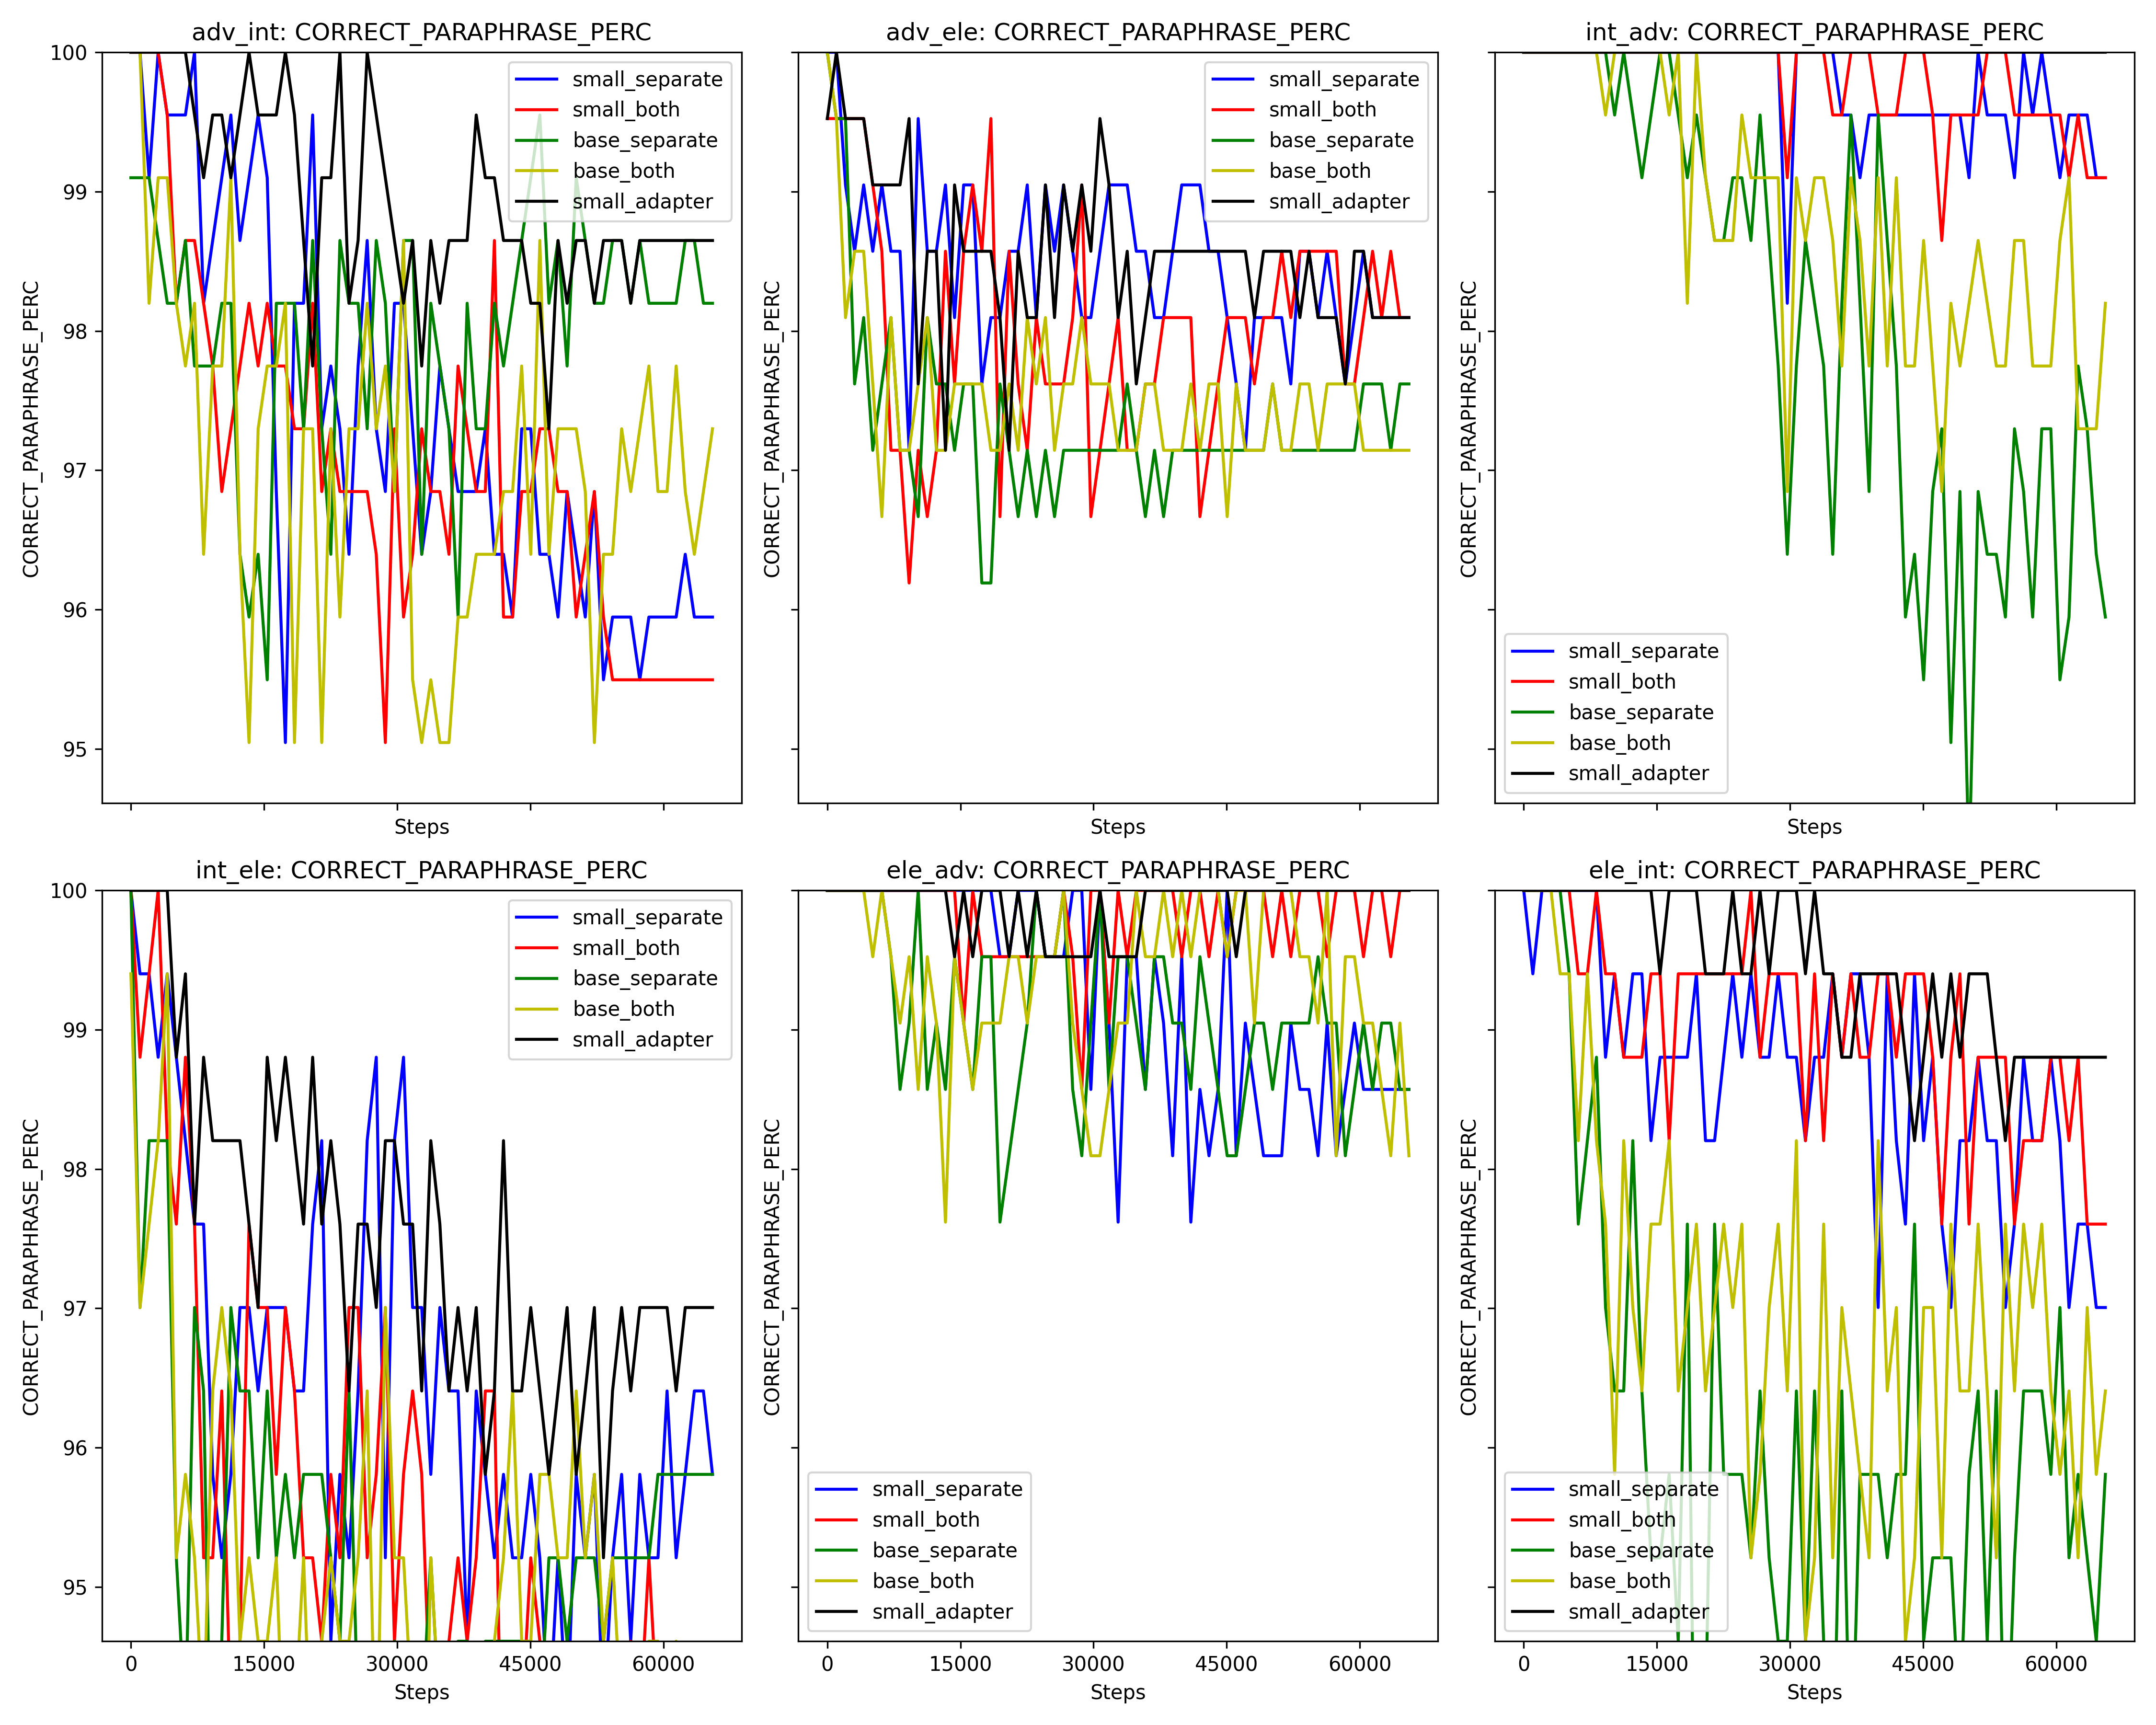 adv_int: CORRECT_PARAPHRASE_PERC
CORRECT_PARAPHRASE_PERC
100
99
98
97
96
95
small_separate
small_both
base_separate
base_both
small_adapter
0
15000
30000
45000
60000
Steps
adv_ele: CORRECT_PARAPHRASE_PERC
CORRECT_PARAPHRASE_PERC
small_separate
small_both
base_separate
base_both
small_adapter
Steps
int_adv: CORRECT_PARAPHRASE_PERC
CORRECT_PARAPHRASE_PERC
small_separate
small_both
base_separate
base_both
small_adapter
Steps
int_ele: CORRECT_PARAPHRASE_PERC
CORRECT_PARAPHRASE_PERC
100
99
98
97
96
95
small_separate
small_both
base_separate
base_both
small_adapter
Steps
ele_adv: CORRECT_PARAPHRASE_PERC
CORRECT_PARAPHRASE_PERC
small_separate
small_both
base_separate
base_both
small_adapter
0
15000
30000
45000
60000
Steps
ele_int: CORRECT_PARAPHRASE_PERC
CORRECT_PARAPHRASE_PERC
small_separate
small_both
base_separate
base_both
small_adapter
0
15000
30000
45000
60000
Steps